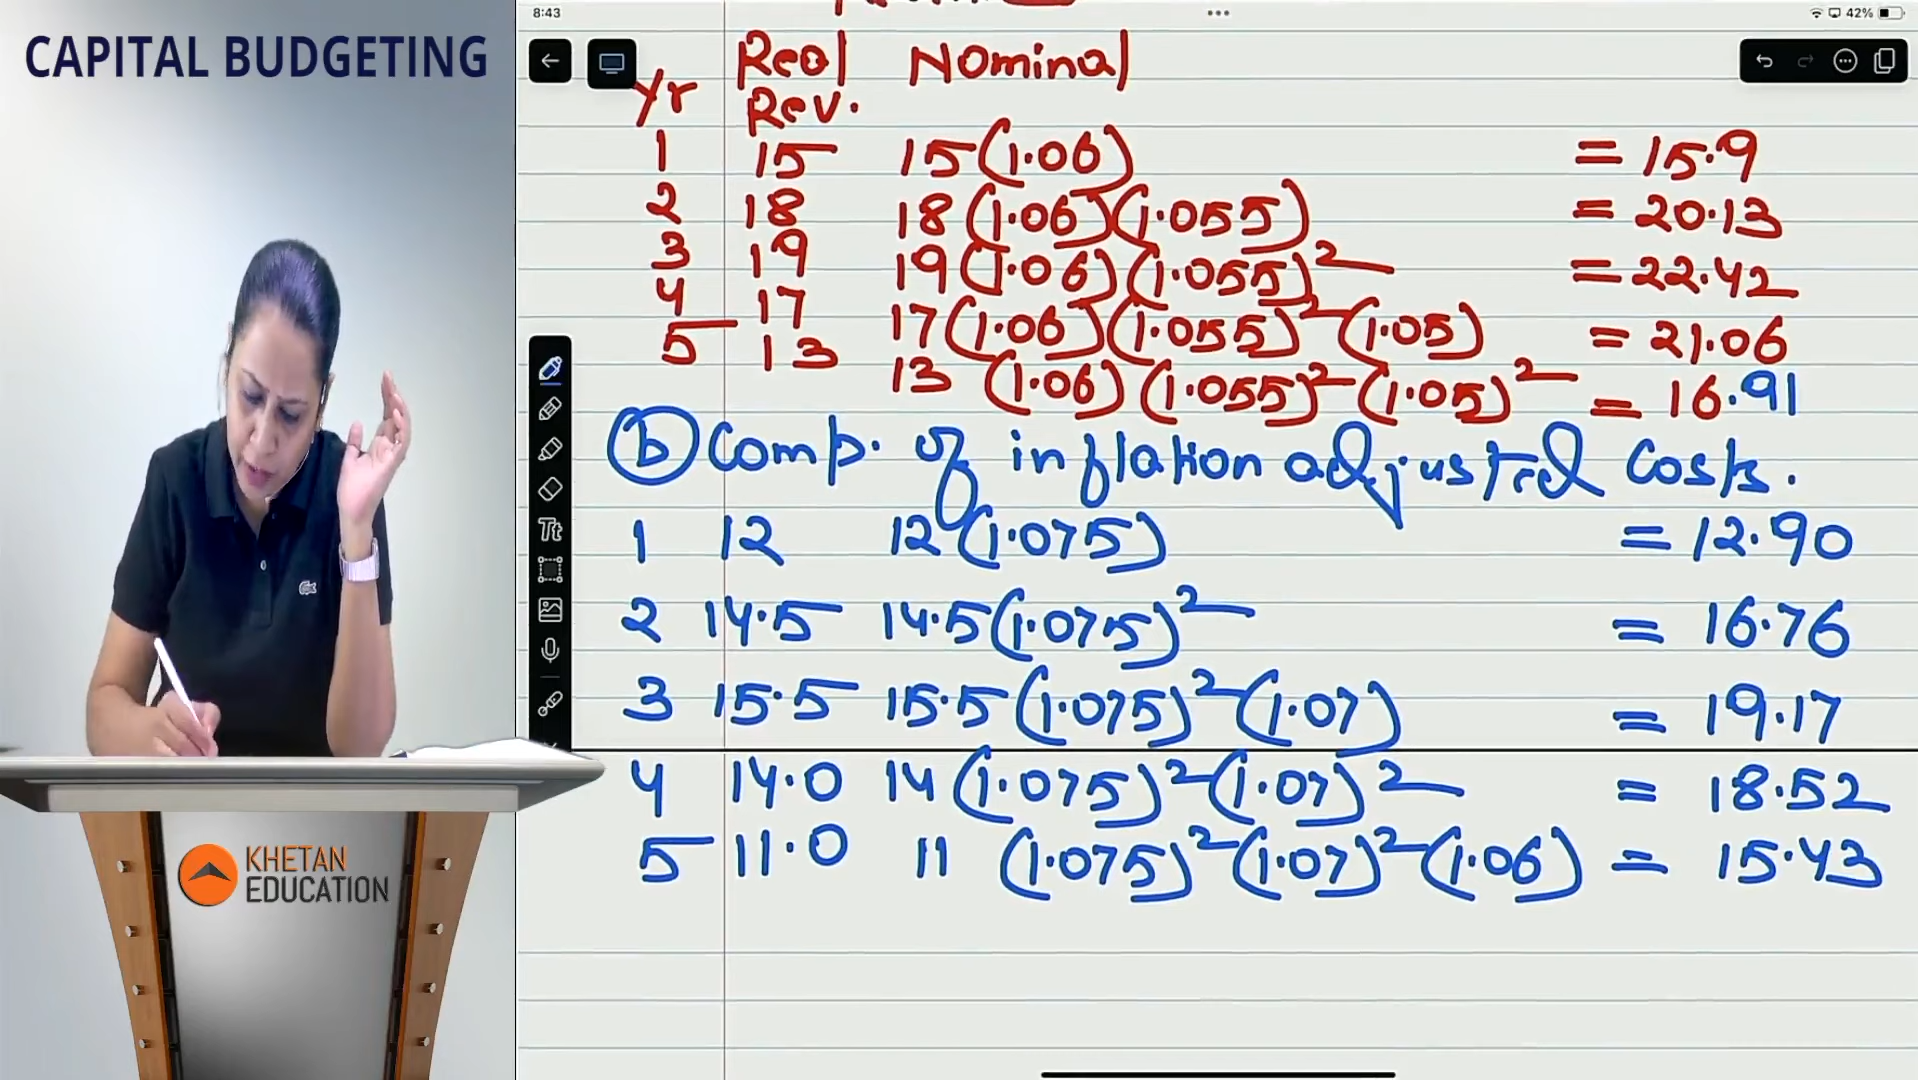 CAPITAL BUDGETING
8:43
42%
Real Nominal
Yr Rev.
1 15 15(1.06) = 15.9
2 18 18(1.06)(1.055) = 20.13
3 19 19(1.06)(1.055)² = 22.42
4 17 17(1.06)(1.055)²(1.05) = 21.06
5 13 13(1.06)(1.055)²(1.05)² = 16.91
(b) Comp. of inflation adjusted Costs.
1 12 12(1.075) = 12.90
2 14.5 14.5(1.075)² = 16.76
3 15.5 15.5(1.075)²(1.07) = 19.17
4 14.0 14(1.075)²(1.07)² = 18.52
5 11.0 11(1.075)²(1.07)²(1.06) = 15.43
Tt
KHETAN
EDUCATION